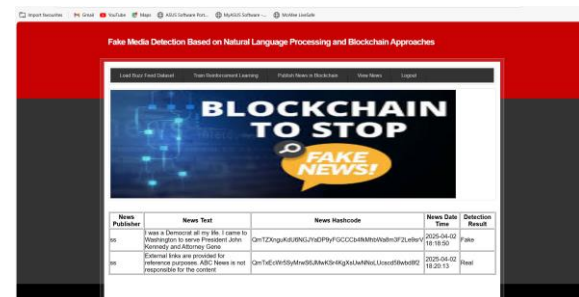 Import favourites Gmail YouTube Maps ASUS Software Port... MyASUS Software -... McAfee LiveSafe
Fake Media Detection Based on Natural Language Processing and Blockchain Approaches
Load Buzz Feed Dataset Train Reinforcement Learning Publish News in Blockchain View News Logout
BLOCKCHAIN
TO STOP
FAKE
NEWS!
News Publisher News Text News Hashcode News Date Time Detection Result
ss
I was a Democrat all my life. I came to
Washington to serve President John
Kennedy and Attorney Gene
2025-04-02
18:18:50
Fake
ss
External links are provided for
reference purposes. ABC News is not
responsible for the content
2025-04-02
18:20:13
Real